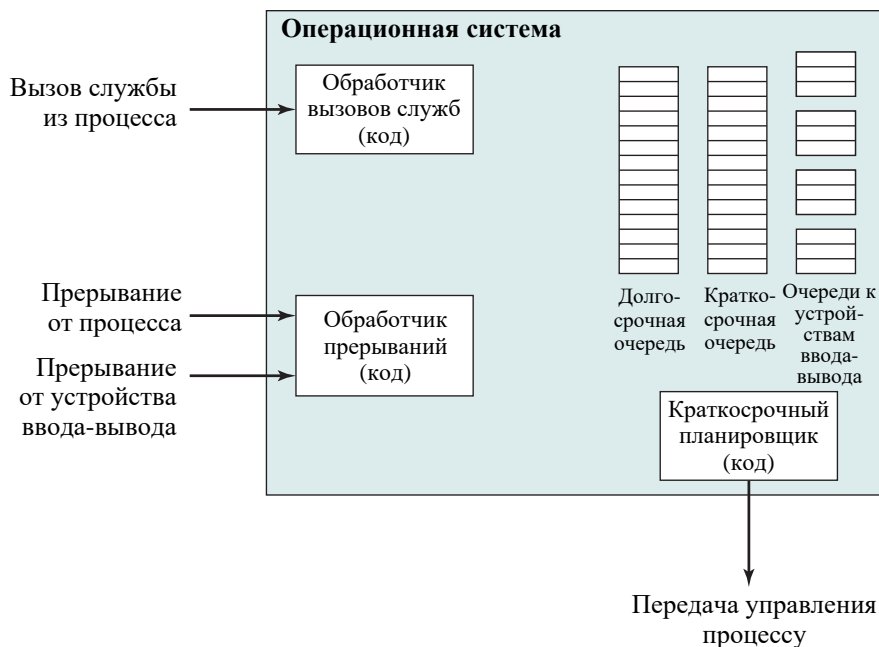 Операционная система
Вызов службы
из процесса
Обработчик
вызовов служб
(код)
Прерывание
от процесса
Прерывание
от устройства
ввода-вывода
Обработчик
прерываний
(код)
Долго-
срочная
очередь
Кратко-
срочная
очередь
Очереди к
устрой-
ствам
ввода-
вывода
Краткосрочный
планировщик
(код)
Передача управления
процессу